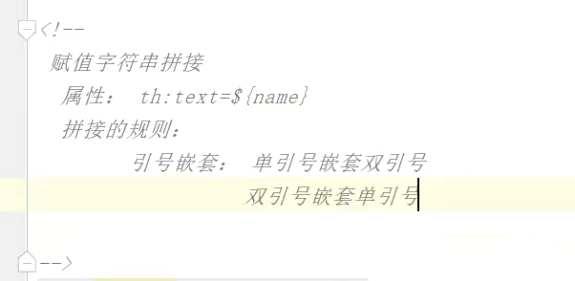 <!--
赋值字符串拼接
属性： th:text=${name}
拼接的规则：
引号嵌套： 单引号嵌套双引号
双引号嵌套单引号
-->